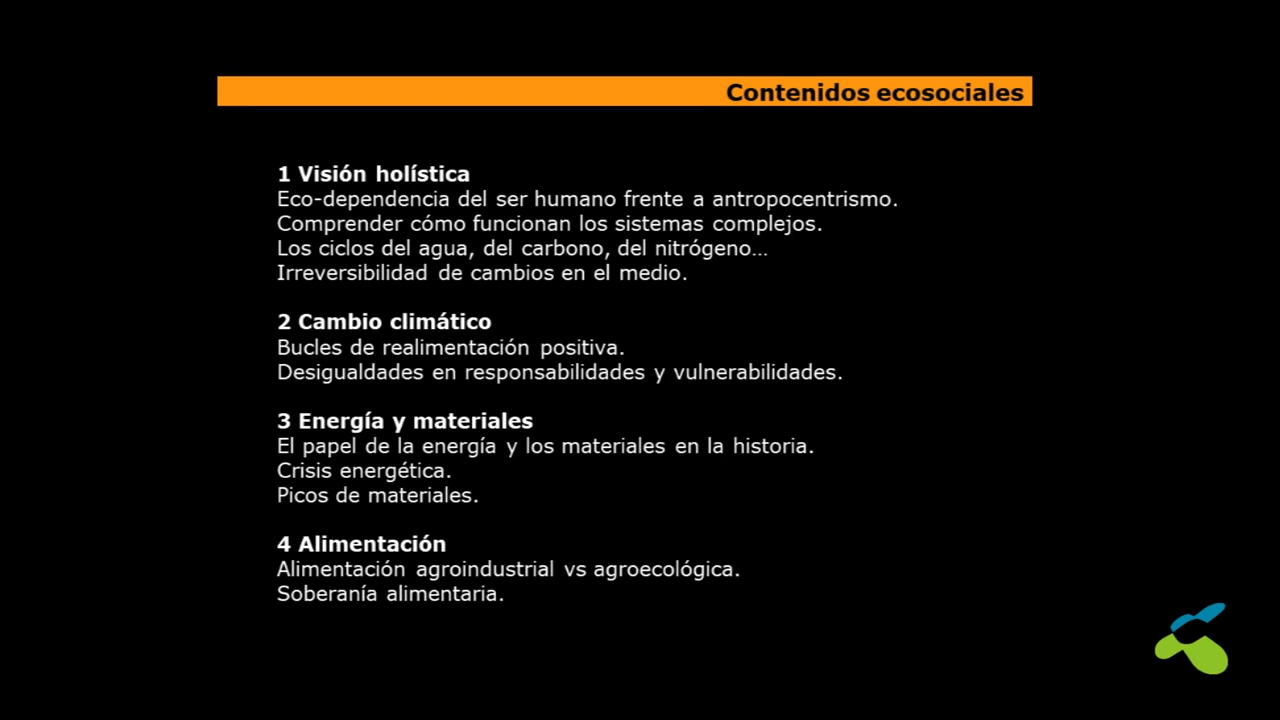 Contenidos ecosociales
1 Visión holística
Eco-dependencia del ser humano frente a antropocentrismo.
Comprender cómo funcionan los sistemas complejos.
Los ciclos del agua, del carbono, del nitrógeno…
Irreversibilidad de cambios en el medio.
2 Cambio climático
Bucles de realimentación positiva.
Desigualdades en responsabilidades y vulnerabilidades.
3 Energía y materiales
El papel de la energía y los materiales en la historia.
Crisis energética.
Picos de materiales.
4 Alimentación
Alimentación agroindustrial vs agroecológica.
Soberanía alimentaria.